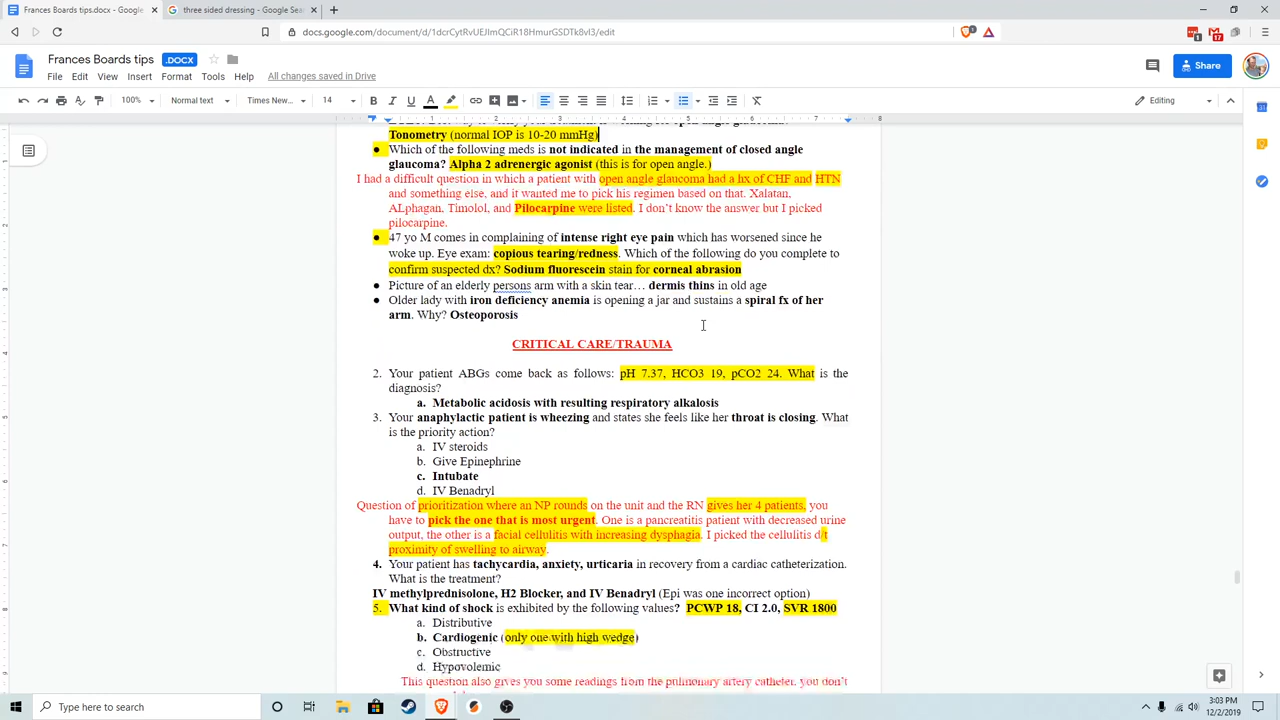 Frances Boards tips.docx - Google
three sided dressing - Google Sea
docs.google.com/document/d/1dcrCytRvUEJlmQCiR18HmurGSDTk8vl3/edit
Frances Boards tips .DOCX
Share
File Edit View Insert Format Tools Help All changes saved in Drive
100% Normal text Times New... 14 B I U A Editing
Tonometry (normal IOP is 10-20 mmHg)
● Which of the following meds is not indicated in the management of closed angle
glaucoma? Alpha 2 adrenergic agonist (this is for open angle.)
I had a difficult question in which a patient with open angle glaucoma had a hx of CHF and HTN
and something else, and it wanted me to pick his regimen based on that. Xalatan,
ALphagan, Timolol, and Pilocarpine were listed. I don’t know the answer but I picked
pilocarpine.
● 47 yo M comes in complaining of intense right eye pain which has worsened since he
woke up. Eye exam: copious tearing/redness. Which of the following do you complete to
confirm suspected dx? Sodium fluorescein stain for corneal abrasion
● Picture of an elderly persons arm with a skin tear… dermis thins in old age
● Older lady with iron deficiency anemia is opening a jar and sustains a spiral fx of her
arm. Why? Osteoporosis
CRITICAL CARE/TRAUMA
2. Your patient ABGs come back as follows: pH 7.37, HCO3 19, pCO2 24. What is the
diagnosis?
a. Metabolic acidosis with resulting respiratory alkalosis
3. Your anaphylactic patient is wheezing and states she feels like her throat is closing. What
is the priority action?
a. IV steroids
b. Give Epinephrine
c. Intubate
d. IV Benadryl
Question of prioritization where an NP rounds on the unit and the RN gives her 4 patients, you
have to pick the one that is most urgent. One is a pancreatitis patient with decreased urine
output, the other is a facial cellulitis with increasing dysphagia. I picked the cellulitis d/t
proximity of swelling to airway.
4. Your patient has tachycardia, anxiety, urticaria in recovery from a cardiac catheterization.
What is the treatment?
IV methylprednisolone, H2 Blocker, and IV Benadryl (Epi was one incorrect option)
5. What kind of shock is exhibited by the following values? PCWP 18, CI 2.0, SVR 1800
a. Distributive
b. Cardiogenic (only one with high wedge)
c. Obstructive
d. Hypovolemic
This question also gives you some readings from the pulmonary artery catheter, you don’t
Type here to search
3:03 PM
12/2/2019